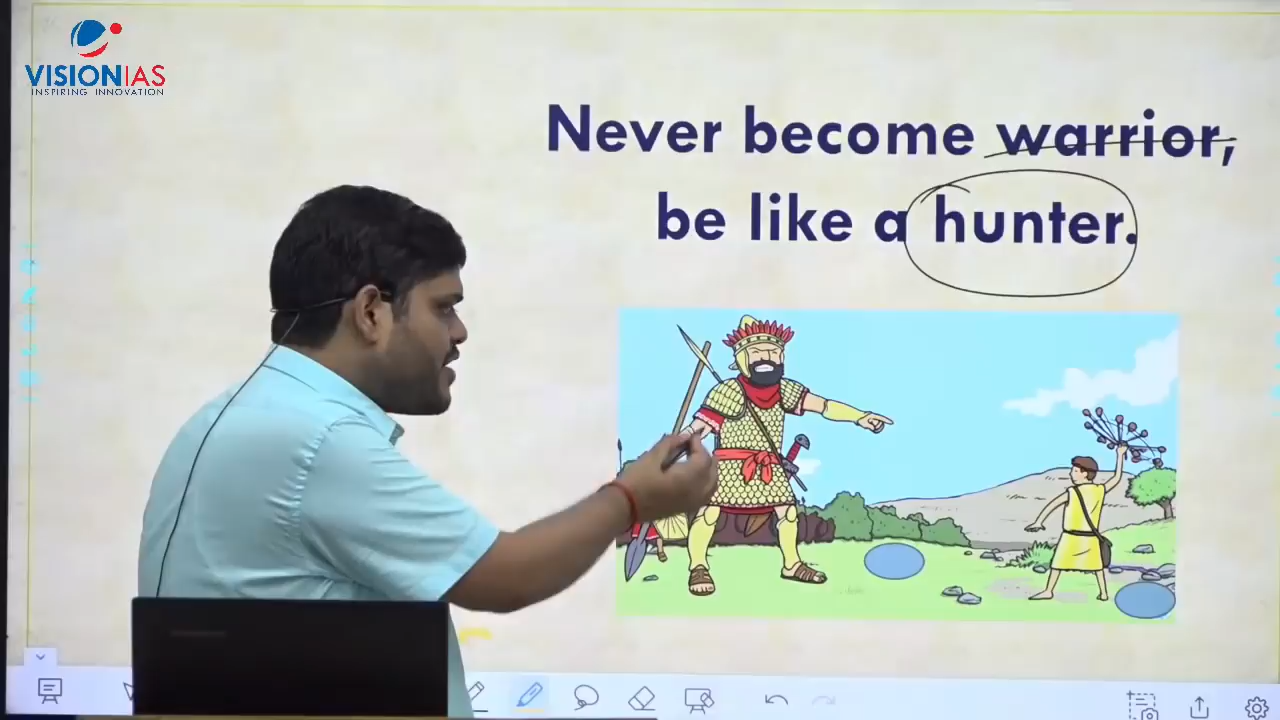 VISIONIAS
INSPIRING INNOVATION
Never become warrior,
be like a hunter.